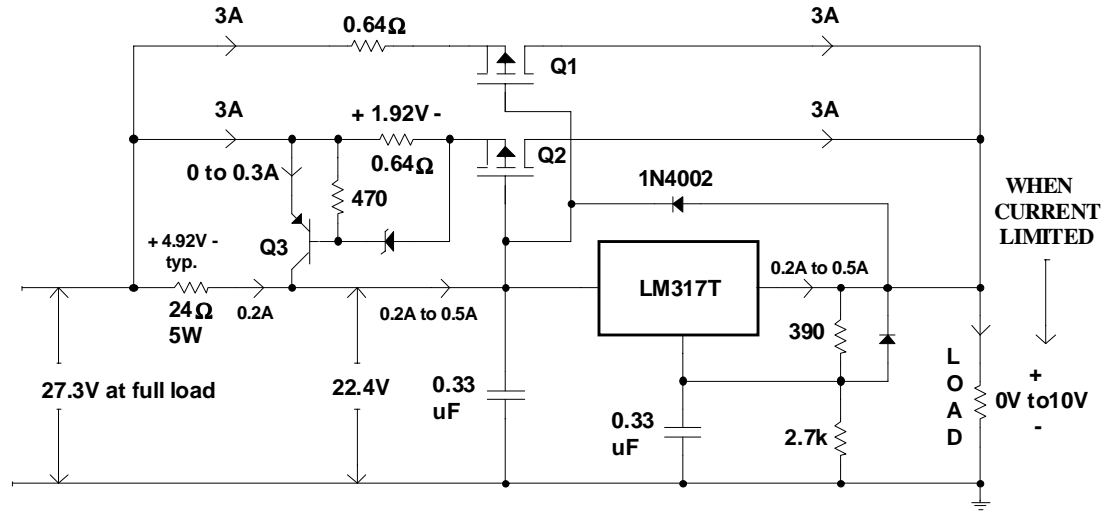 3A
3A
0.64Ω
Q1
3A
+ 1.92V -
3A
0.64Ω
Q2
0 to 0.3A
470
1N4002
WHEN
CURRENT
LIMITED
Q3
+ 4.92V -
typ.
24Ω
5W
0.2A
0.2A to 0.5A
LM317T
0.2A to 0.5A
390
27.3V at full load
22.4V
0.33
uF
0.33
uF
2.7k
L
O
A
D
+
0V to10V
-